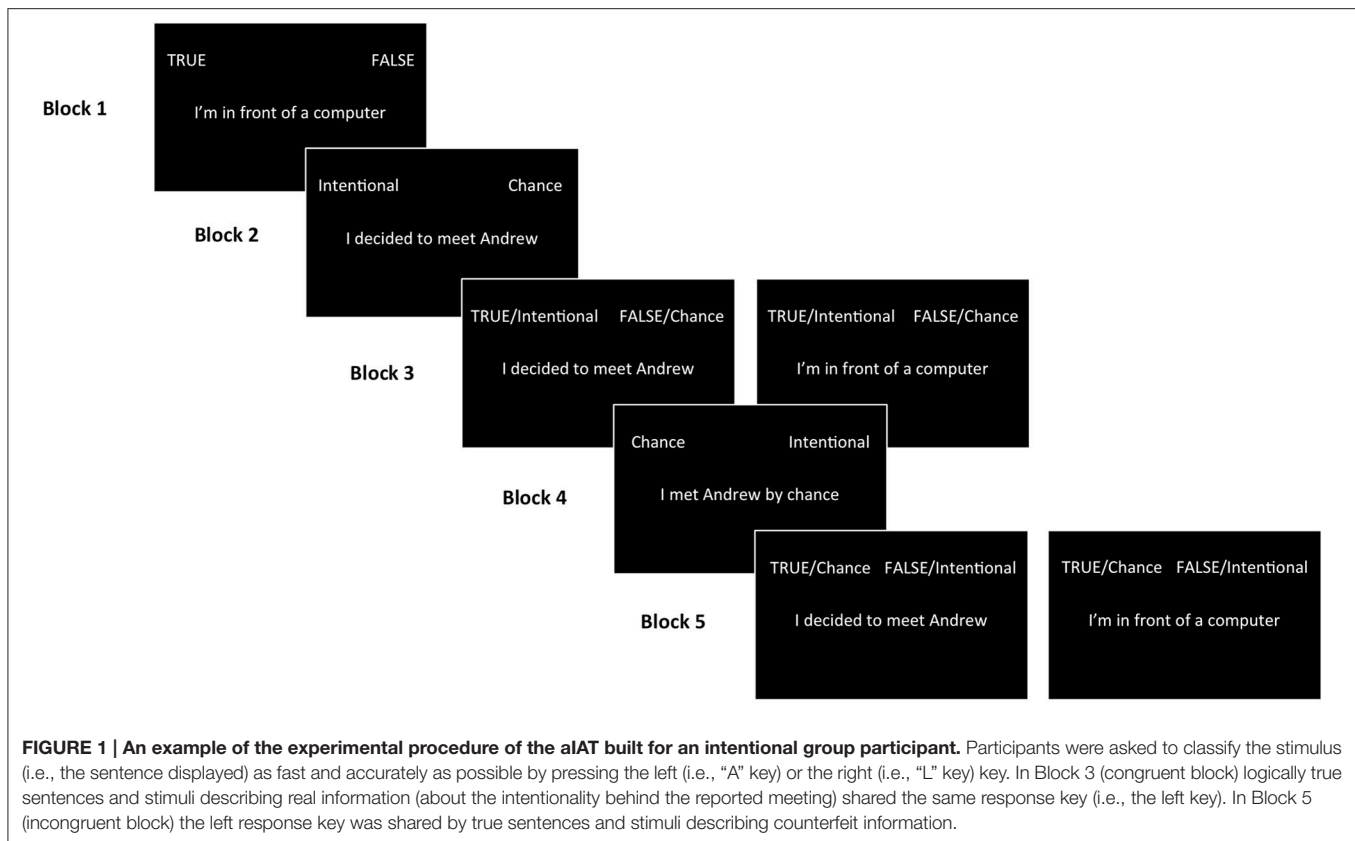 TRUE FALSE
Block 1
I'm in front of a computer
Intentional Chance
Block 2
I decided to meet Andrew
TRUE/Intentional FALSE/Chance
TRUE/Intentional FALSE/Chance
Block 3
I decided to meet Andrew
I'm in front of a computer
Chance Intentional
Block 4
I met Andrew by chance
TRUE/Chance FALSE/Intentional
TRUE/Chance FALSE/Intentional
Block 5
I decided to meet Andrew
I'm in front of a computer
FIGURE 1 | An example of the experimental procedure of the aIAT built for an intentional group participant. Participants were asked to classify the stimulus
(i.e., the sentence displayed) as fast and accurately as possible by pressing the left (i.e., “A” key) or the right (i.e., “L” key) key. In Block 3 (congruent block) logically true
sentences and stimuli describing real information (about the intentionality behind the reported meeting) shared the same response key (i.e., the left key). In Block 5
(incongruent block) the left response key was shared by true sentences and stimuli describing counterfeit information.